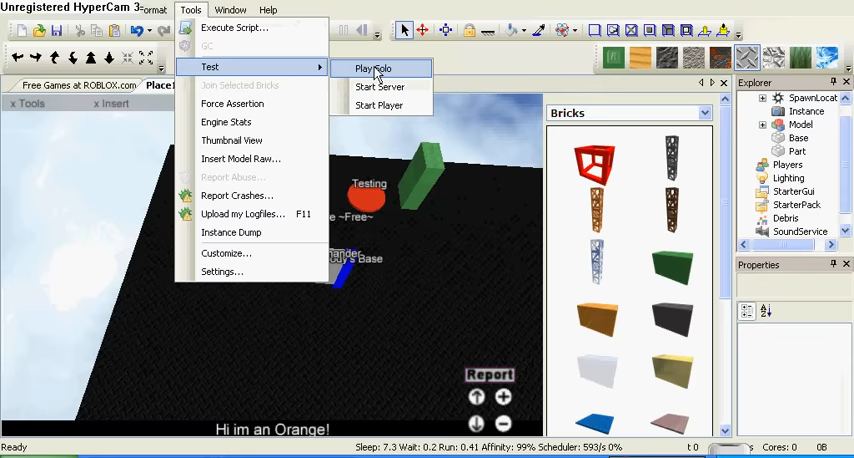 Unregistered HyperCam 3
Format
Tools
Window
Help
Execute Script...
GC
Test
Play Solo
Start Server
Start Player
Join Selected Bricks
Force Assertion
Engine Stats
Thumbnail View
Insert Model Raw...
Report Abuse...
Report Crashes...
Upload my Logfiles... F11
Instance Dump
Customize...
Settings...
Free Games at ROBLOX.com
Place1
x Tools
x Insert
Testing
e ~Free~
mander
dy's Base
Report
Hi im an Orange!
Bricks
Explorer
SpawnLocat
Instance
Model
Base
Part
Players
Lighting
StarterGui
StarterPack
Debris
SoundService
Properties
Ready
Sleep: 7.3 Wait: 0.2 Run: 0.41 Affinity: 99% Scheduler: 593/s 0%
t 0
Cores: 0
0B